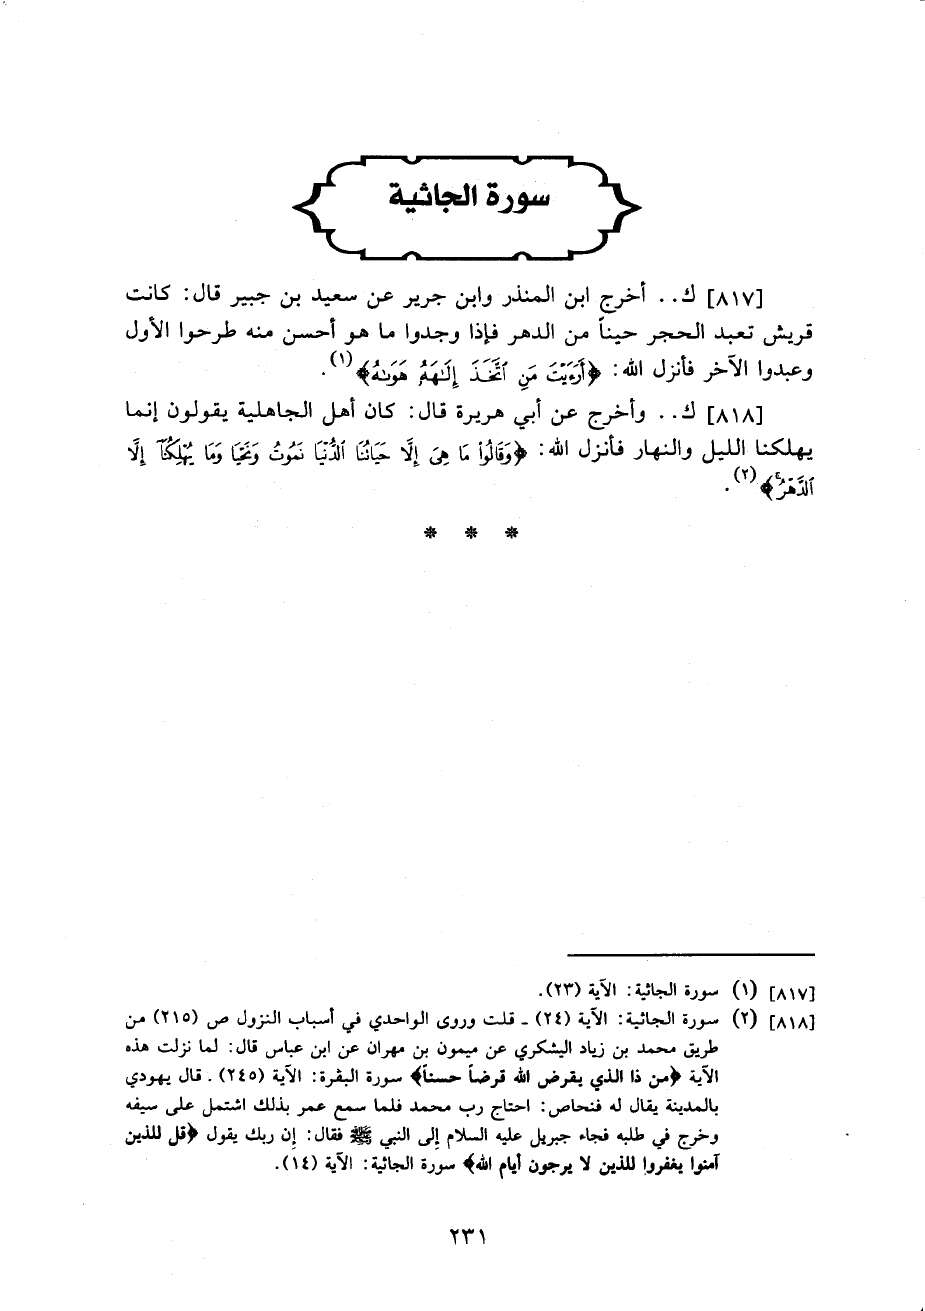 سورة الجاثية
[٨١٧] ك.. أخرج ابن المنذر وابن جرير عن سعيد بن جبير قال: كانت
قريش تعبد الحجر حيناً من الدهر فإذا وجدوا ما هو أحسن منه طرحوا الأول
وعبدوا الآخر فأنزل الله: ﴿أَرَءَيْتَ مَنِ ٱتَّخَذَ إِلَٰهَهُۥ هَوَىٰهُ﴾(١).
[٨١٨] ك.. وأخرج عن أبي هريرة قال: كان أهل الجاهلية يقولون إنما
يهلكنا الليل والنهار فأنزل الله: ﴿وَقَالُوا۟ مَا هِىَ إِلَّا حَيَاتُنَا ٱلدُّنْيَا نَمُوتُ وَنَحْيَا وَمَا يُهْلِكُنَآ إِلَّا
ٱلدَّهْرُ﴾(٢).
* * *
[٨١٧] (١) سورة الجاثية: الآية (٢٣).
[٨١٨] (٢) سورة الجاثية: الآية (٢٤) ـ قلت وروى الواحدي في أسباب النزول ص (٢١٥) من
طريق محمد بن زياد اليشكري عن ميمون بن مهران عن ابن عباس قال: لما نزلت هذه
الآية ﴿من ذا الذي يقرض الله قرضاً حسناً﴾ سورة البقرة: الآية (٢٤٥). قال يهودي
بالمدينة يقال له فنحاص: احتاج رب محمد فلما سمع عمر بذلك اشتمل على سيفه
وخرج في طلبه فجاء جبريل عليه السلام إلى النبي ﷺ فقال: إن ربك يقول ﴿قل للذين
آمنوا يغفروا للذين لا يرجون أيام الله﴾ سورة الجاثية: الآية (١٤).
٢٣١